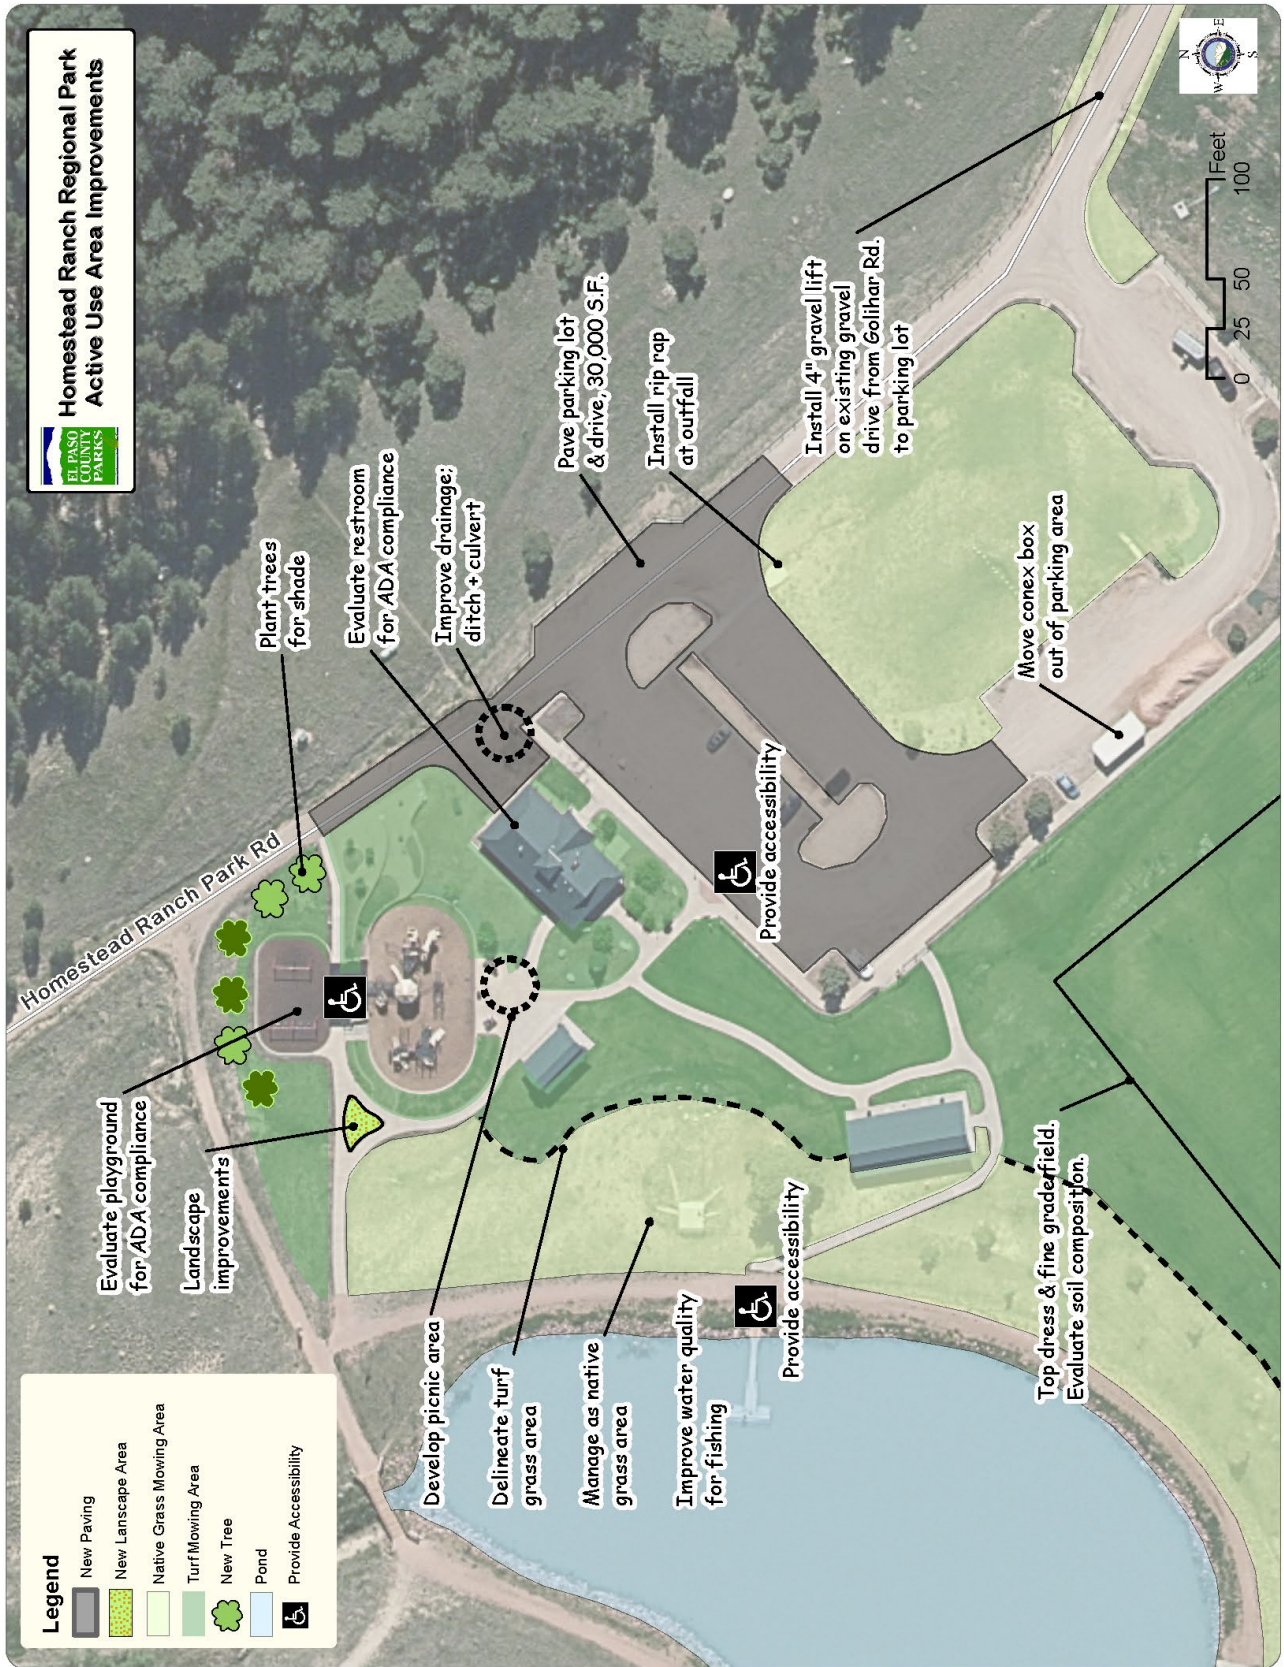 EL PASO
COUNTY
PARKS
Homestead Ranch Regional Park
Active Use Area Improvements
N
E
S
W
Homestead Ranch Park Rd
Plant trees
for shade
Evaluate restroom
for ADA compliance
Improve drainage;
ditch + culvert
Pave parking lot
& drive, 30,000 S.F.
Install rip rap
at outfall
Install 4" gravel lift
on existing gravel
drive from Golihar Rd.
to parking lot
Evaluate playground
for ADA compliance
Landscape
improvements
Provide accessibility
Move conex box
out of parking area
Develop picnic area
Delineate turf
grass area
Manage as native
grass area
Improve water quality
for fishing
Provide accessibility
Top dress & fine grade field.
Evaluate soil composition.
Legend
New Paving
New Lanscape Area
Native Grass Mowing Area
Turf Mowing Area
New Tree
Pond
Provide Accessibility
0 25 50 100
Feet